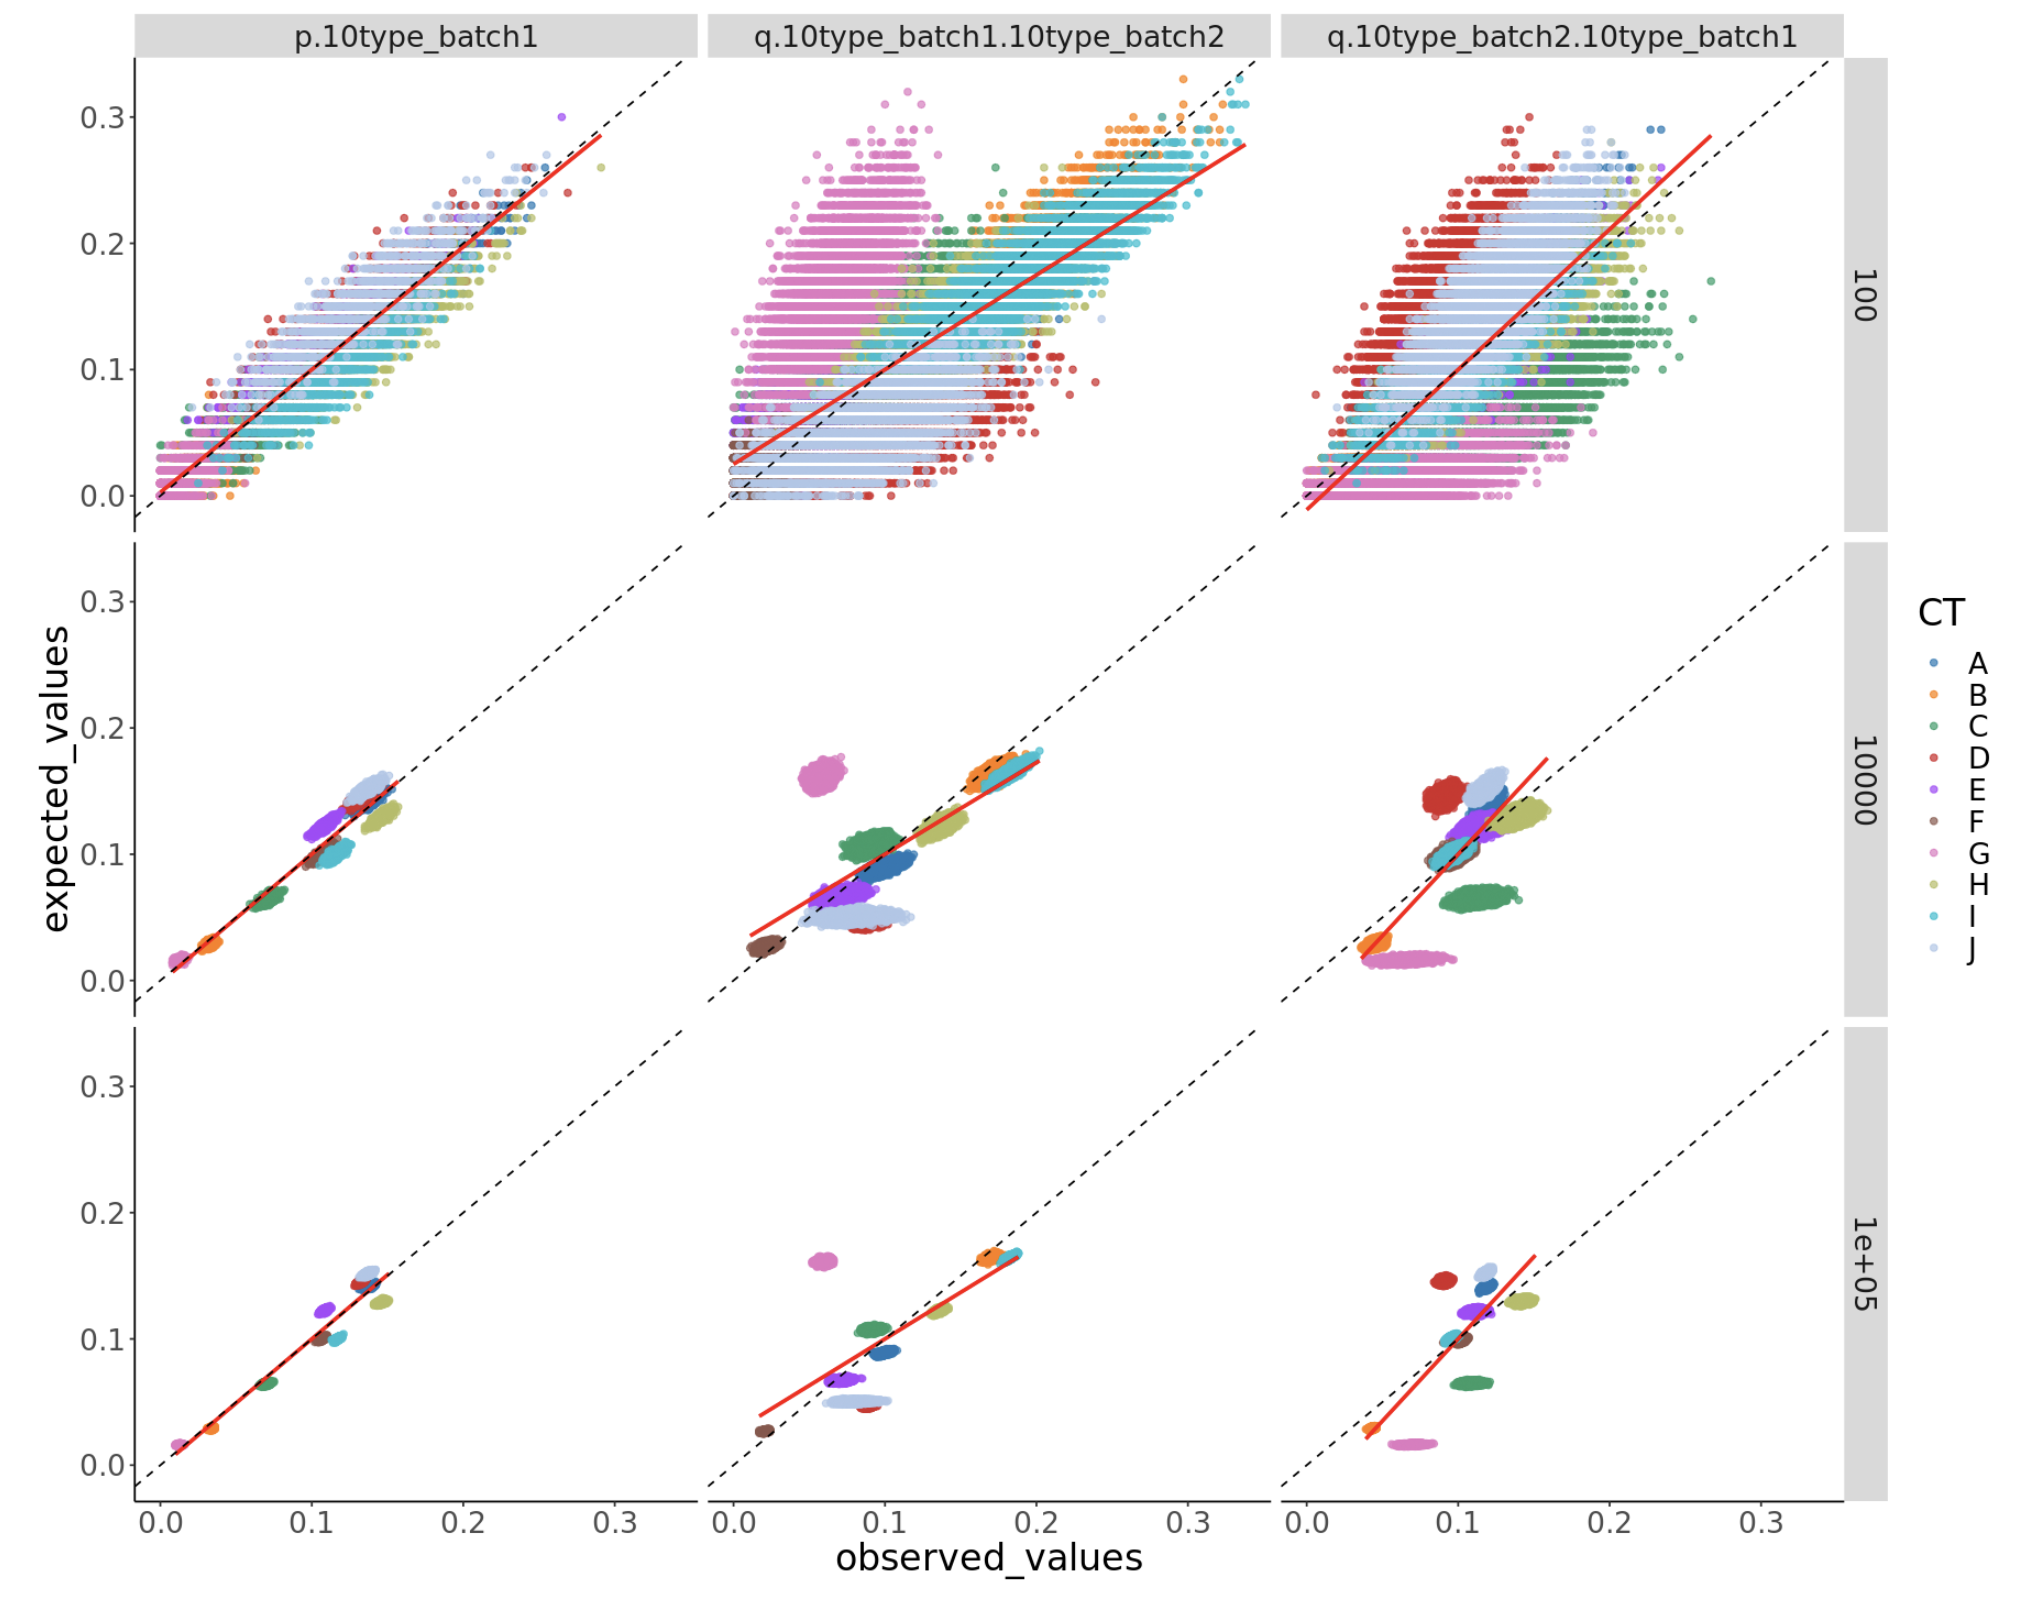 p.10type_batch1
q.10type_batch1.10type_batch2
q.10type_batch2.10type_batch1
0.3
0.2
0.1
0.0
100
0.3
0.2
0.1
0.0
10000
0.3
0.2
0.1
0.0
1e+05
expected_values
0.0 0.1 0.2 0.3
0.0 0.1 0.2 0.3
0.0 0.1 0.2 0.3
observed_values
CT
A
B
C
D
E
F
G
H
I
J